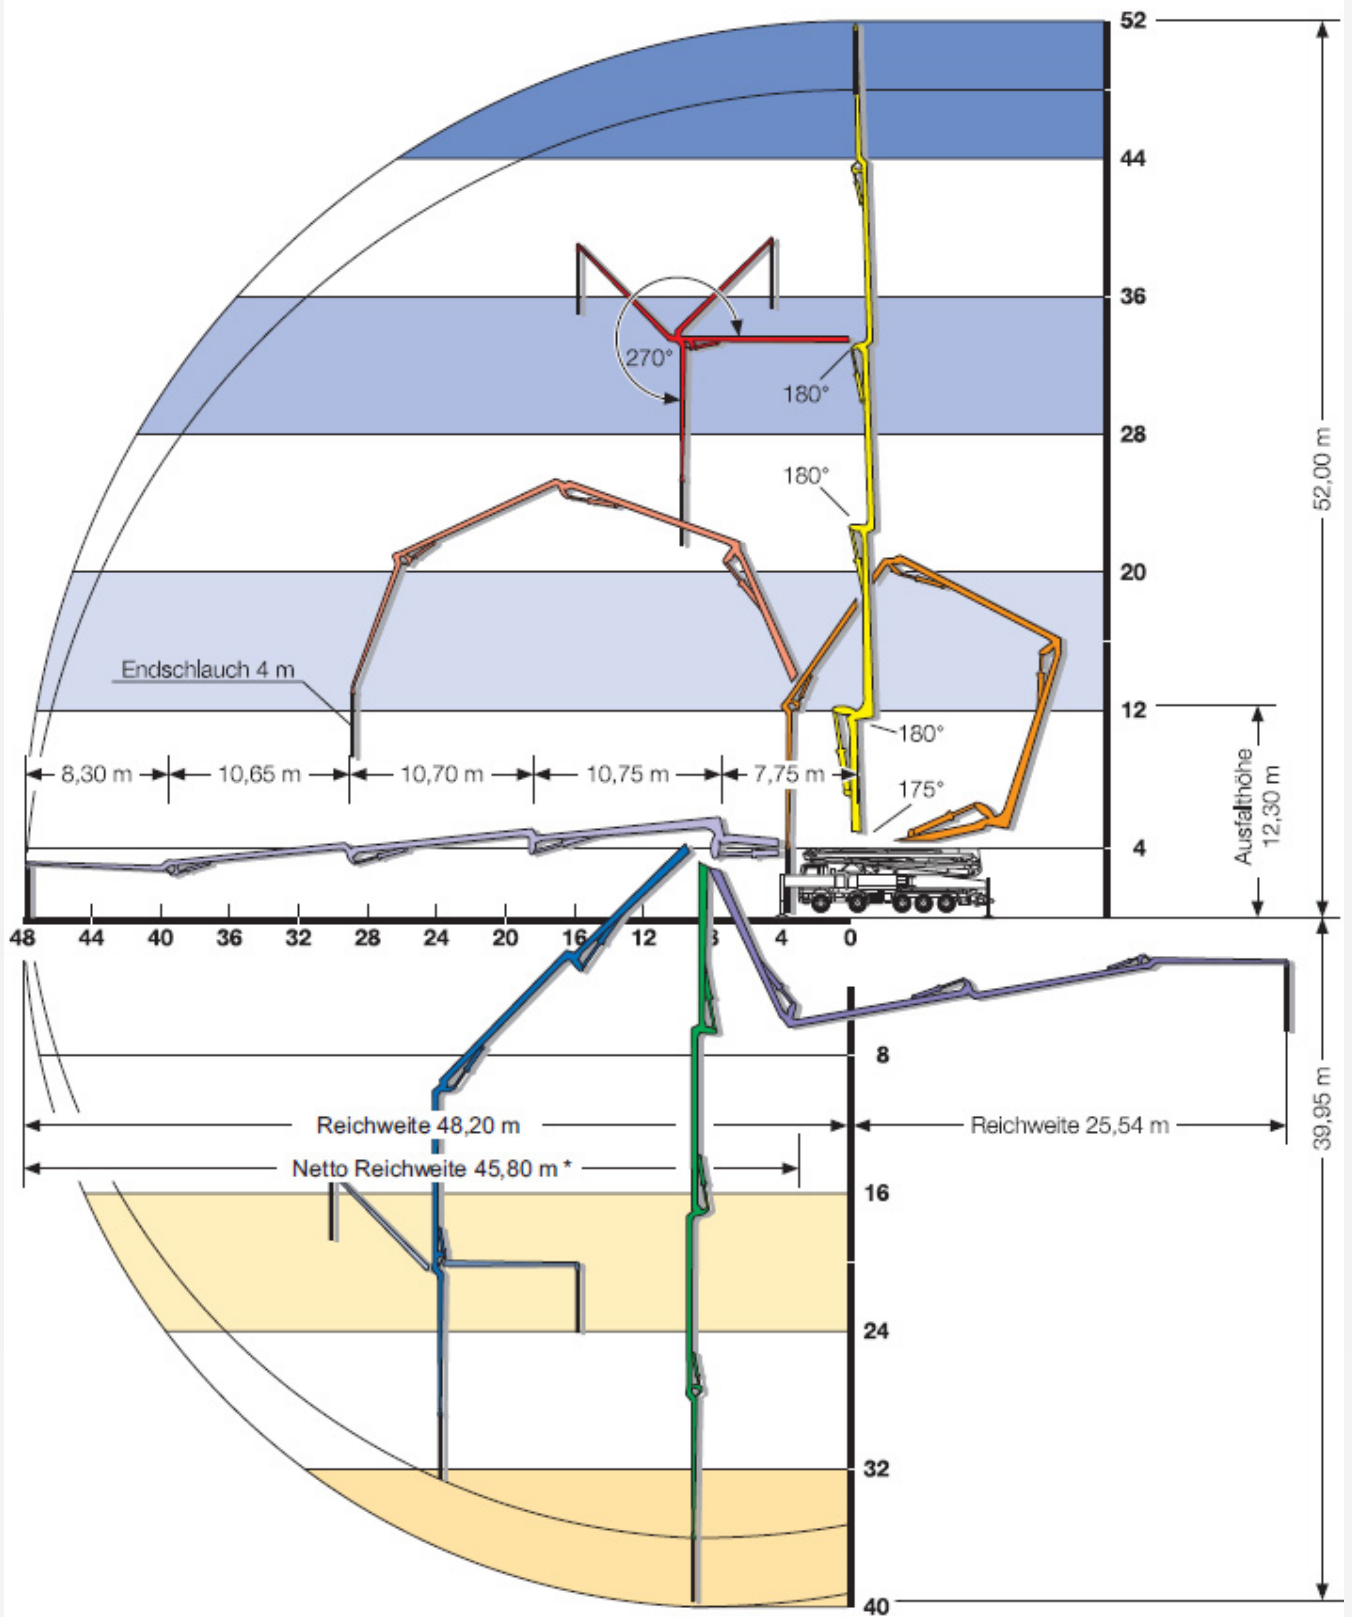 52
44
36
270°
180°
28
180°
52,00 m
20
Endschlauch 4 m
12
180°
8,30 m
10,65 m
10,70 m
10,75 m
7,75 m
175°
Ausfalthöhe
12,30 m
4
48 44 40 36 32 28 24 20 16 12 8 4 0
8
39,95 m
Reichweite 48,20 m
Reichweite 25,54 m
Netto Reichweite 45,80 m *
16
24
32
40